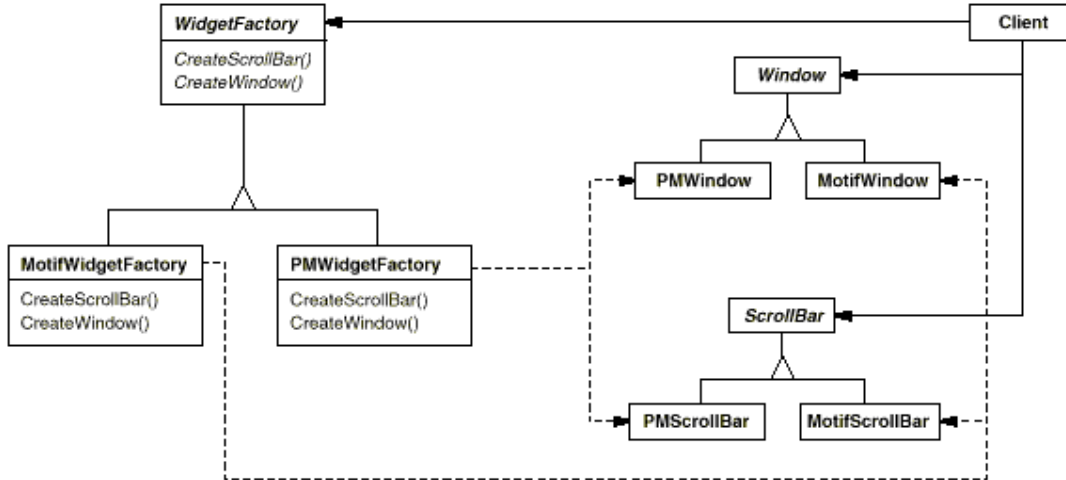 WidgetFactory
CreateScrollBar()
CreateWindow()
Client
Window
PMWindow
MotifWindow
MotifWidgetFactory
CreateScrollBar()
CreateWindow()
PMWidgetFactory
CreateScrollBar()
CreateWindow()
ScrollBar
PMScrollBar
MotifScrollBar